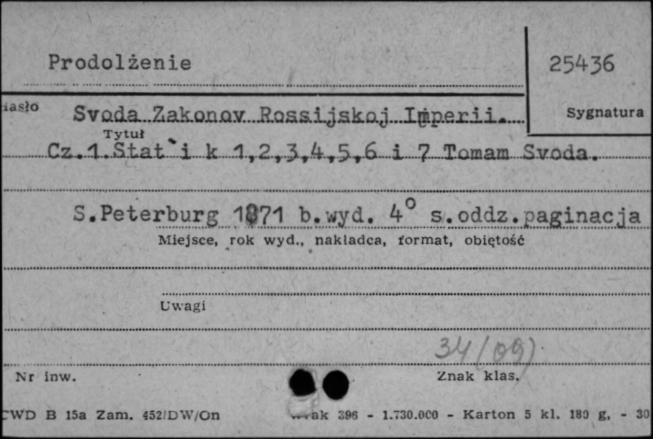 Prodolżenie
25436
iasło
Svoda Zakonov Rossijskoj Imperii.
Sygnatura
Tytuł
Cz.1.Stat`i k 1,2,3,4,5,6 i 7 Tomam Svoda.
S.Peterburg 1871 b.wyd. 4° s.oddz.paginacja
Miejsce, rok wyd., nakładca, format, objętość
Uwagi
34(09)
Nr inw.
Znak klas.
CWD B 15a Zam. 452/DW/On
396 - 1.730.000 - Karton 5 kl. 180 g. - 30